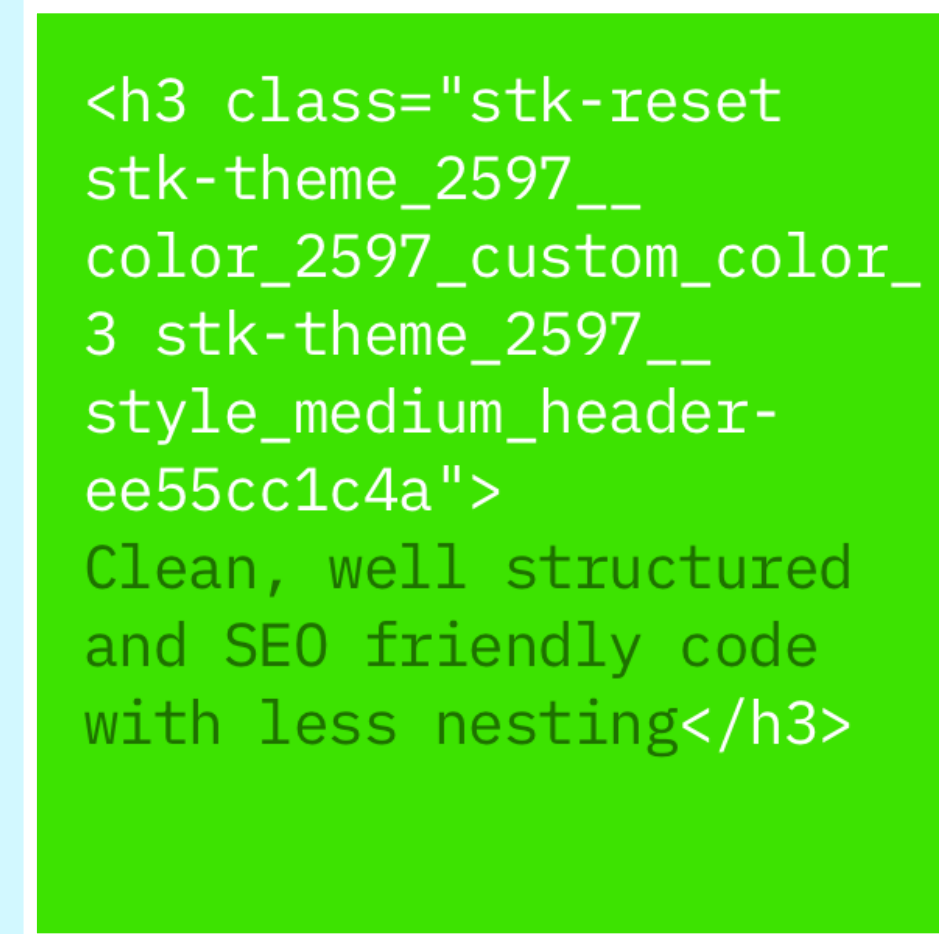 <h3 class="stk-reset
stk-theme_2597__
color_2597_custom_color_
3 stk-theme_2597__
style_medium_header-
ee55cc1c4a">
Clean, well structured
and SEO friendly code
with less nesting</h3>